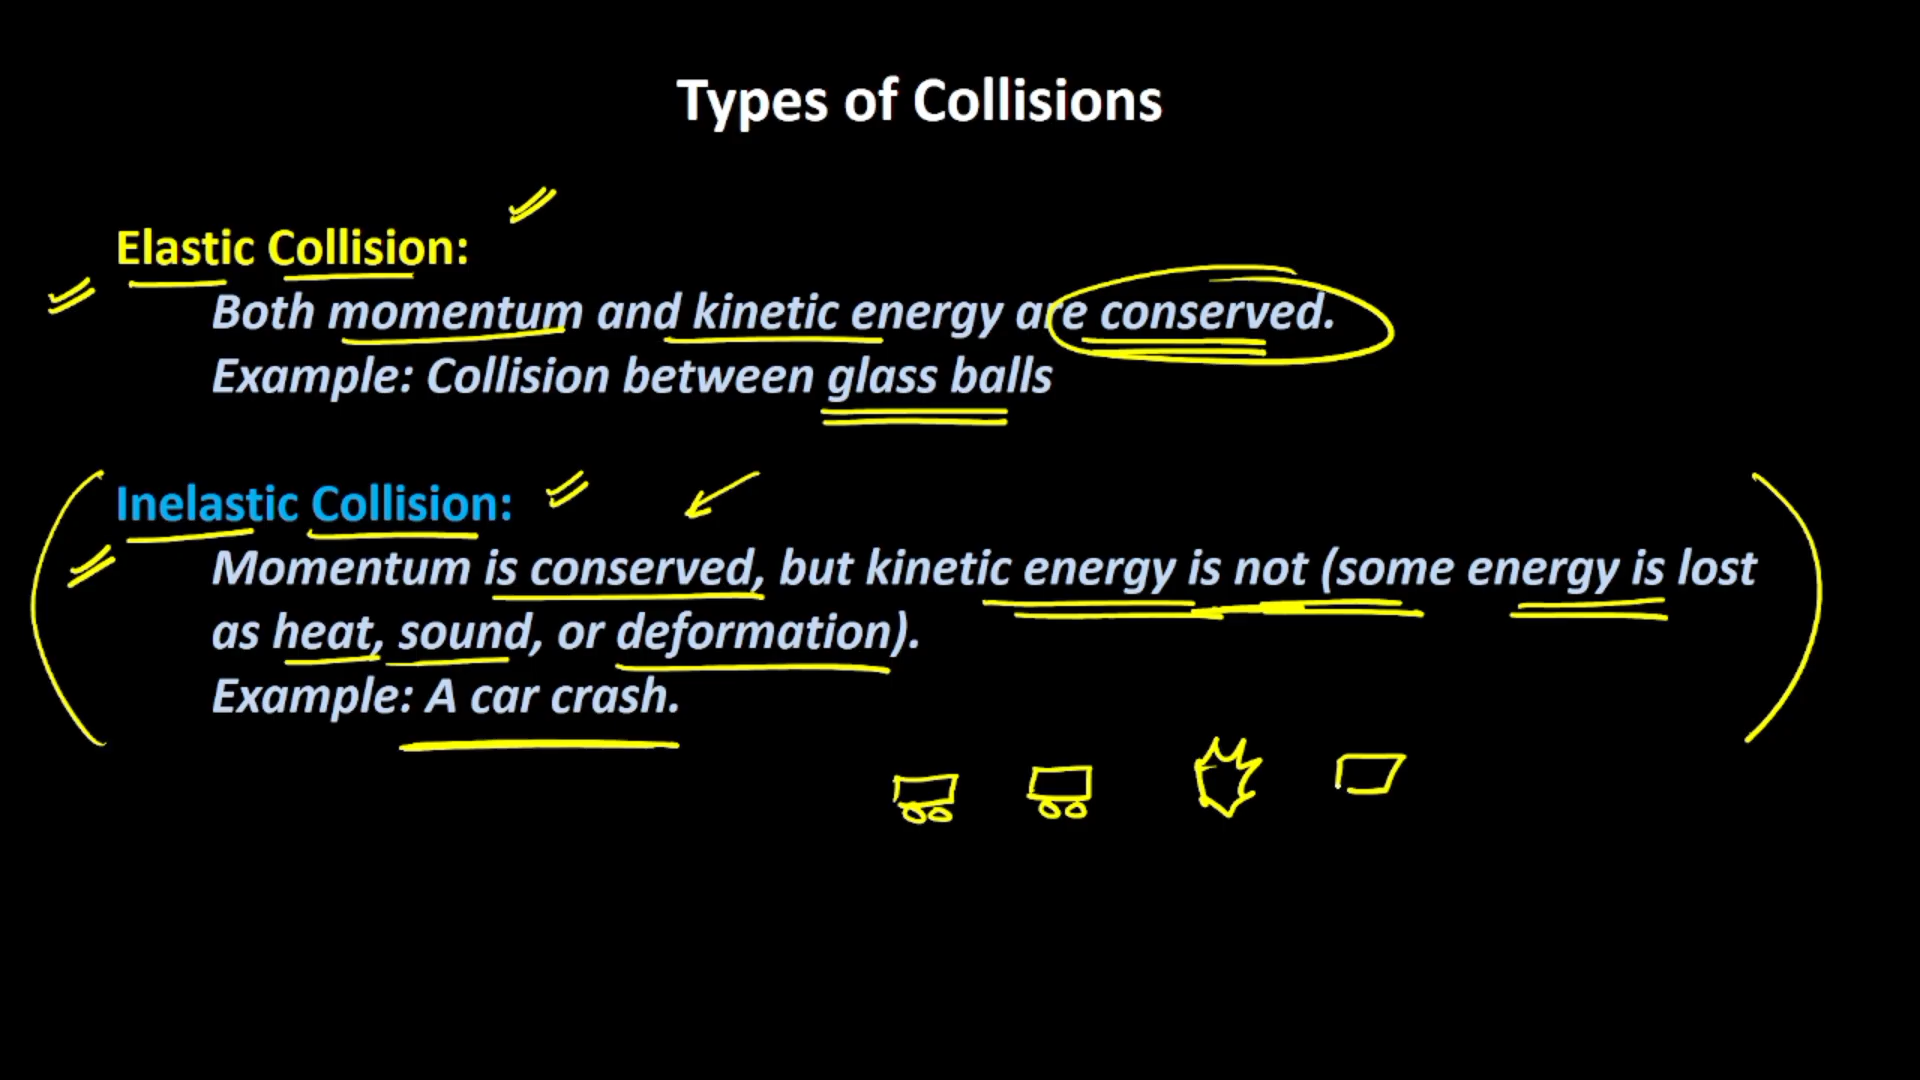 Types of Collisions
Elastic Collision:
Both momentum and kinetic energy are conserved.
Example: Collision between glass balls
Inelastic Collision:
Momentum is conserved, but kinetic energy is not (some energy is lost
as heat, sound, or deformation).
Example: A car crash.